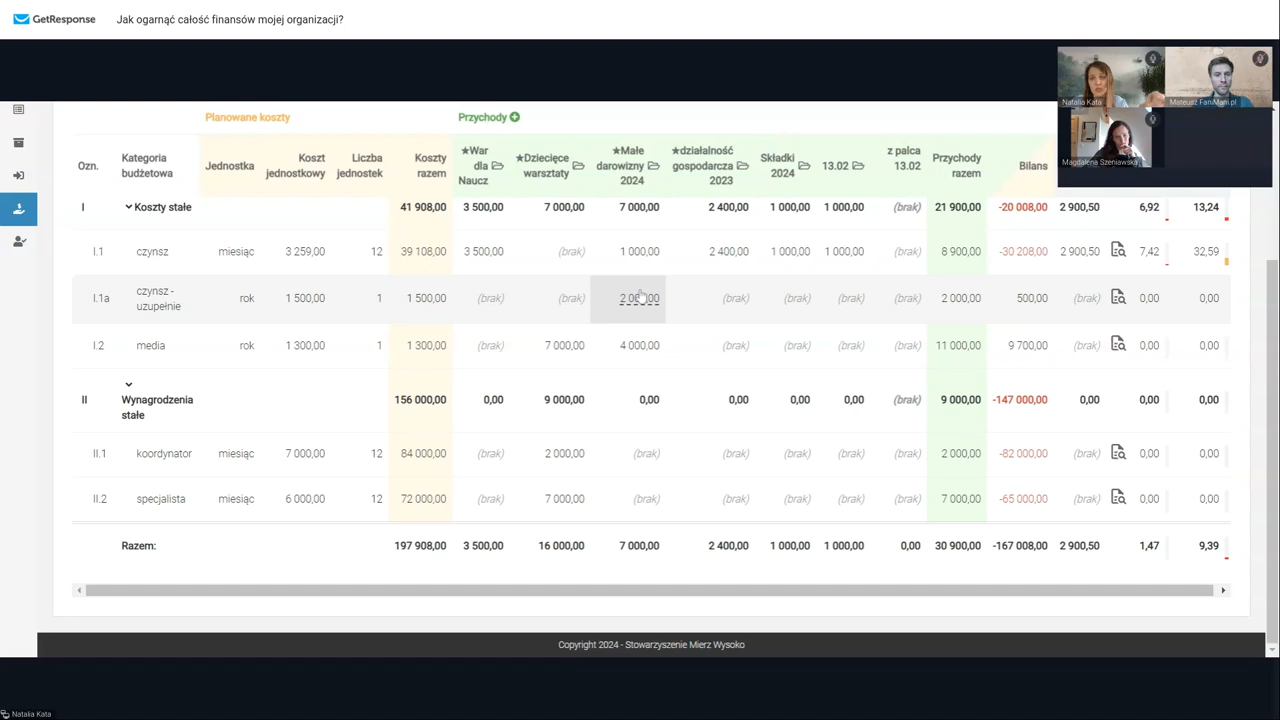 GetResponse Jak ogarnąć całość finansów mojej organizacji?
Natalia Kata Mateusz FaniMani.pl
Magdalena Szeniawska
Planowane koszty Przychody
Ozn. Kategoria budżetowa Jednostka Koszt jednostkowy Liczba jednostek Koszty razem ★War dla Naucz ★Dziecięce warsztaty ★Małe darowizny 2024 ★działalność gospodarcza 2023 Składki 2024 13.02 z palca 13.02 Przychody razem Bilans
I Koszty stałe 41 908,00 3 500,00 7 000,00 7 000,00 2 400,00 1 000,00 1 000,00 (brak) 21 900,00 -20 008,00 2 900,50 6,92 13,24
I.1 czynsz miesiąc 3 259,00 12 39 108,00 3 500,00 (brak) 1 000,00 2 400,00 1 000,00 1 000,00 (brak) 8 900,00 -30 208,00 2 900,50 7,42 32,59
I.1a czynsz - uzupełnie rok 1 500,00 1 1 500,00 (brak) (brak) 2 000,00 (brak) (brak) (brak) (brak) 2 000,00 500,00 (brak) 0,00 0,00
I.2 media rok 1 300,00 1 1 300,00 (brak) 7 000,00 4 000,00 (brak) (brak) (brak) (brak) 11 000,00 9 700,00 (brak) 0,00 0,00
II Wynagrodzenia stałe 156 000,00 0,00 9 000,00 0,00 0,00 0,00 0,00 (brak) 9 000,00 -147 000,00 0,00 0,00 0,00
II.1 koordynator miesiąc 7 000,00 12 84 000,00 (brak) 2 000,00 (brak) (brak) (brak) (brak) (brak) 2 000,00 -82 000,00 (brak) 0,00 0,00
II.2 specjalista miesiąc 6 000,00 12 72 000,00 (brak) 7 000,00 (brak) (brak) (brak) (brak) (brak) 7 000,00 -65 000,00 (brak) 0,00 0,00
Razem: 197 908,00 3 500,00 16 000,00 7 000,00 2 400,00 1 000,00 1 000,00 0,00 30 900,00 -167 008,00 2 900,50 1,47 9,39
Copyright 2024 - Stowarzyszenie Mierz Wysoko
Natalia Kata